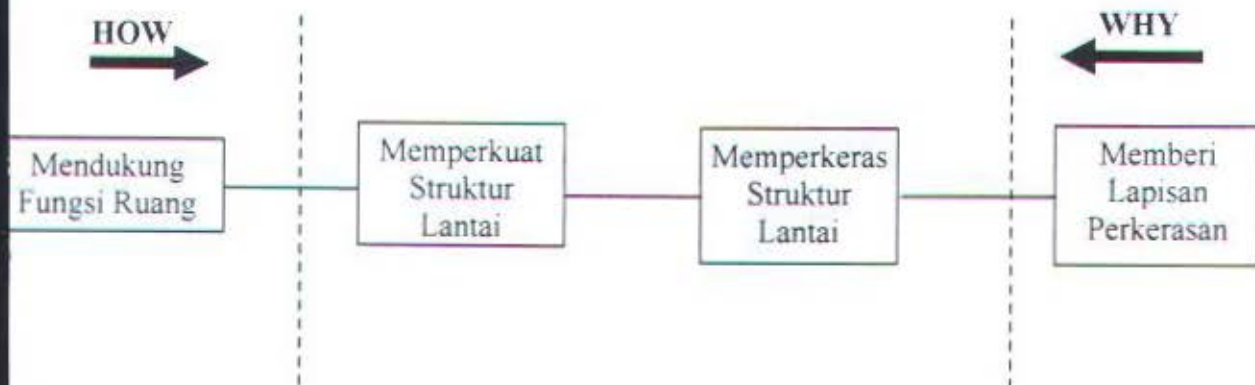 HOW
WHY
Mendukung
Fungsi Ruang
Memperkuat
Struktur
Lantai
Memperkeras
Struktur
Lantai
Memberi
Lapisan
Perkerasan